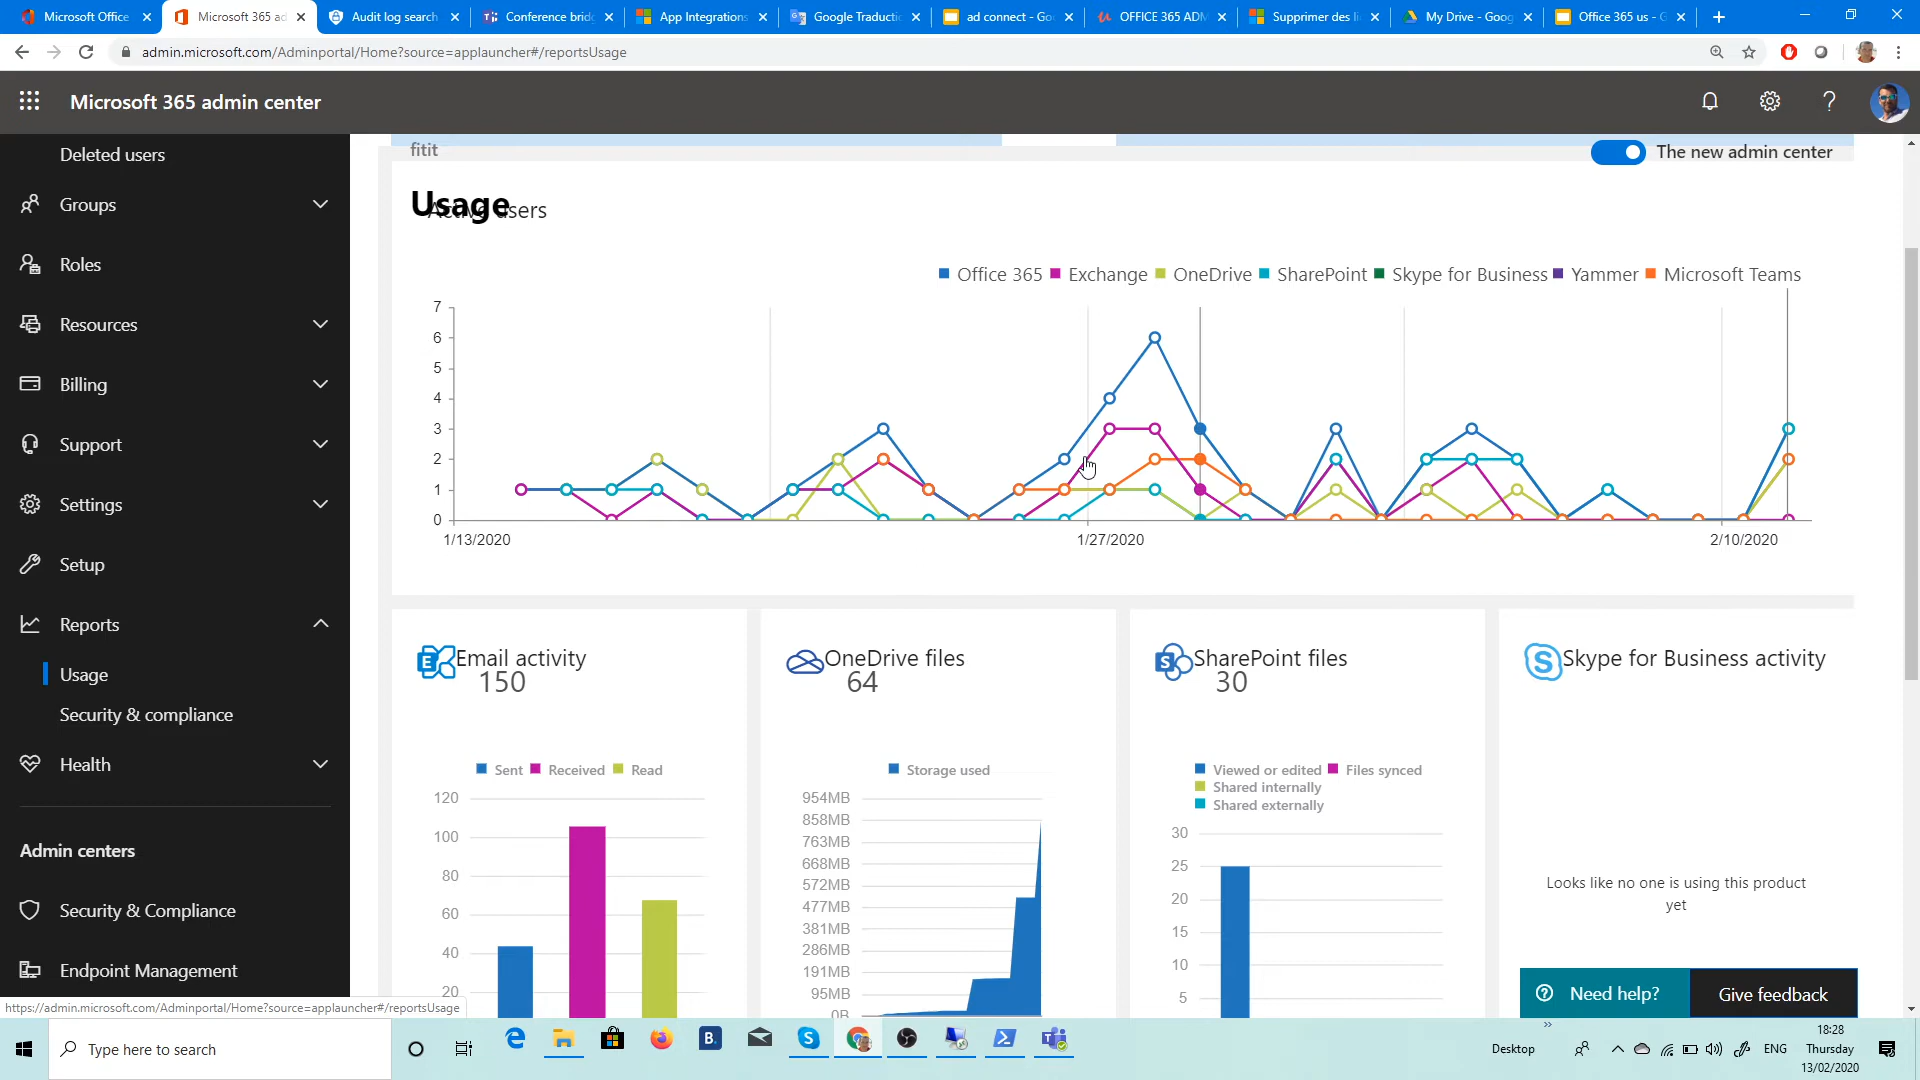 Microsoft Office
Microsoft 365 ad
Audit log search
Conference bridg
App Integrations
Google Traductic
ad connect - Goo
OFFICE 365 ADM
Supprimer des li
My Drive - Goog
Office 365 us - G
admin.microsoft.com/Adminportal/Home?source=applauncher#/reportsUsage
Microsoft 365 admin center
Deleted users
Groups
Roles
Resources
Billing
Support
Settings
Setup
Reports
Usage
Security & compliance
Health
Admin centers
Security & Compliance
Endpoint Management
https://admin.microsoft.com/Adminportal/Home?source=applauncher#/reportsUsage
fitit
The new admin center
Usage
Active users
Office 365 Exchange OneDrive SharePoint Skype for Business Yammer Microsoft Teams
7
6
5
4
3
2
1
0
1/13/2020 1/27/2020 2/10/2020
Email activity
150
Sent Received Read
120
100
80
60
40
20
OneDrive files
64
Storage used
954MB
858MB
763MB
668MB
572MB
477MB
381MB
286MB
191MB
95MB
0B
SharePoint files
30
Viewed or edited Files synced
Shared internally
Shared externally
30
25
20
15
10
5
Skype for Business activity
Looks like no one is using this product
yet
Need help?
Give feedback
Type here to search
Desktop
ENG
18:28
Thursday
13/02/2020